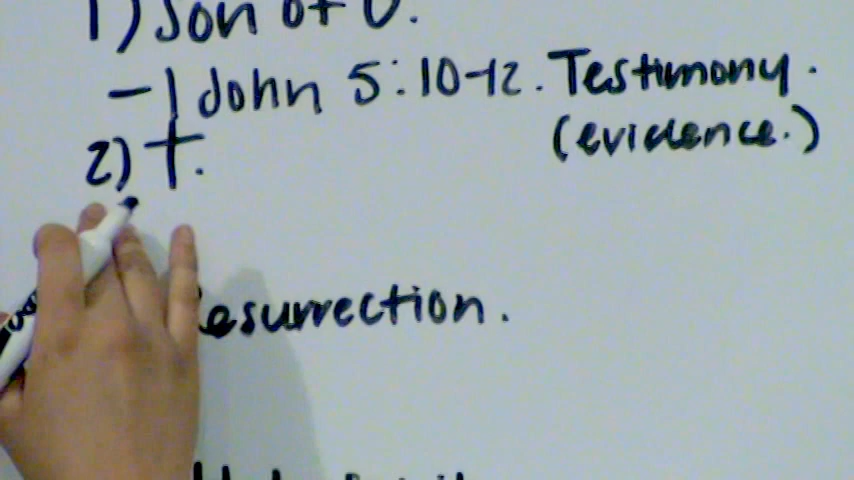 1) Son of G.
- 1 John 5:10-12. Testimony.
(evidence.)
2) †.
Resurrection.